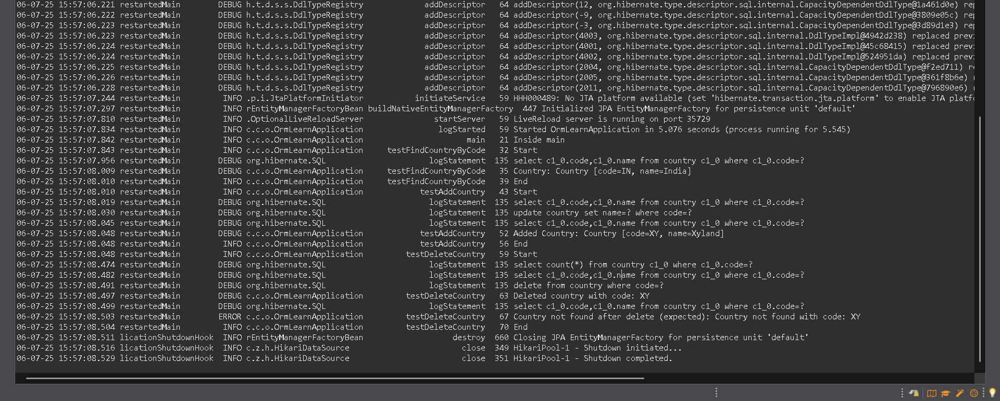 06-07-25 15:57:06.221 restartedMain DEBUG h.t.d.s.s.DdlTypeRegistry addDescriptor 64 addDescriptor(12, org.hibernate.type.descriptor.sql.internal.CapacityDependentDdlType@1a461d0e) rep
06-07-25 15:57:06.222 restartedMain DEBUG h.t.d.s.s.DdlTypeRegistry addDescriptor 64 addDescriptor(-9, org.hibernate.type.descriptor.sql.internal.CapacityDependentDdlType@3809e05c) rep
06-07-25 15:57:06.223 restartedMain DEBUG h.t.d.s.s.DdlTypeRegistry addDescriptor 64 addDescriptor(-3, org.hibernate.type.descriptor.sql.internal.CapacityDependentDdlType@3d89d1e3) rep
06-07-25 15:57:06.223 restartedMain DEBUG h.t.d.s.s.DdlTypeRegistry addDescriptor 64 addDescriptor(4003, org.hibernate.type.descriptor.sql.internal.DdlTypeImpl@4942d238) replaced previ
06-07-25 15:57:06.224 restartedMain DEBUG h.t.d.s.s.DdlTypeRegistry addDescriptor 64 addDescriptor(4001, org.hibernate.type.descriptor.sql.internal.DdlTypeImpl@45c68415) replaced previ
06-07-25 15:57:06.224 restartedMain DEBUG h.t.d.s.s.DdlTypeRegistry addDescriptor 64 addDescriptor(4002, org.hibernate.type.descriptor.sql.internal.DdlTypeImpl@524951da) replaced previ
06-07-25 15:57:06.225 restartedMain DEBUG h.t.d.s.s.DdlTypeRegistry addDescriptor 64 addDescriptor(2004, org.hibernate.type.descriptor.sql.internal.CapacityDependentDdlType@f2ed711) re
06-07-25 15:57:06.226 restartedMain DEBUG h.t.d.s.s.DdlTypeRegistry addDescriptor 64 addDescriptor(2005, org.hibernate.type.descriptor.sql.internal.CapacityDependentDdlType@361f8b6e)
06-07-25 15:57:06.228 restartedMain DEBUG h.t.d.s.s.DdlTypeRegistry addDescriptor 64 addDescriptor(2011, org.hibernate.type.descriptor.sql.internal.CapacityDependentDdlType@796890e6)
06-07-25 15:57:07.244 restartedMain INFO .p.i.JtaPlatformInitiator initiateService 59 HHH000489: No JTA platform available (set 'hibernate.transaction.jta.platform' to enable JTA platfo
06-07-25 15:57:07.297 restartedMain INFO rEntityManagerFactoryBean buildNativeEntityManagerFactory 447 Initialized JPA EntityManagerFactory for persistence unit 'default'
06-07-25 15:57:07.810 restartedMain INFO .OptionalLiveReloadServer startServer 59 LiveReload server is running on port 35729
06-07-25 15:57:07.834 restartedMain INFO c.c.o.OrmLearnApplication logStarted 59 Started OrmLearnApplication in 5.076 seconds (process running for 5.545)
06-07-25 15:57:07.842 restartedMain INFO c.c.o.OrmLearnApplication main 21 Inside main
06-07-25 15:57:07.843 restartedMain INFO c.c.o.OrmLearnApplication testFindCountryByCode 32 Start
06-07-25 15:57:07.956 restartedMain DEBUG org.hibernate.SQL logStatement 135 select c1_0.code,c1_0.name from country c1_0 where c1_0.code=?
06-07-25 15:57:08.009 restartedMain DEBUG c.c.o.OrmLearnApplication testFindCountryByCode 35 Country: Country [code=IN, name=India]
06-07-25 15:57:08.010 restartedMain INFO c.c.o.OrmLearnApplication testFindCountryByCode 39 End
06-07-25 15:57:08.010 restartedMain INFO c.c.o.OrmLearnApplication testAddCountry 43 Start
06-07-25 15:57:08.019 restartedMain DEBUG org.hibernate.SQL logStatement 135 select c1_0.code,c1_0.name from country c1_0 where c1_0.code=?
06-07-25 15:57:08.030 restartedMain DEBUG org.hibernate.SQL logStatement 135 update country set name=? where code=?
06-07-25 15:57:08.045 restartedMain DEBUG org.hibernate.SQL logStatement 135 select c1_0.code,c1_0.name from country c1_0 where c1_0.code=?
06-07-25 15:57:08.048 restartedMain DEBUG c.c.o.OrmLearnApplication testAddCountry 52 Added Country: Country [code=XY, name=Xyland]
06-07-25 15:57:08.048 restartedMain INFO c.c.o.OrmLearnApplication testAddCountry 56 End
06-07-25 15:57:08.048 restartedMain INFO c.c.o.OrmLearnApplication testDeleteCountry 59 Start
06-07-25 15:57:08.474 restartedMain DEBUG org.hibernate.SQL logStatement 135 select count(*) from country c1_0 where c1_0.code=?
06-07-25 15:57:08.482 restartedMain DEBUG org.hibernate.SQL logStatement 135 select c1_0.code,c1_0.name from country c1_0 where c1_0.code=?
06-07-25 15:57:08.491 restartedMain DEBUG org.hibernate.SQL logStatement 135 delete from country where code=?
06-07-25 15:57:08.497 restartedMain DEBUG c.c.o.OrmLearnApplication testDeleteCountry 63 Deleted country with code: XY
06-07-25 15:57:08.499 restartedMain DEBUG org.hibernate.SQL logStatement 135 select c1_0.code,c1_0.name from country c1_0 where c1_0.code=?
06-07-25 15:57:08.503 restartedMain ERROR c.c.o.OrmLearnApplication testDeleteCountry 67 Country not found after delete (expected): Country not found with code: XY
06-07-25 15:57:08.504 restartedMain INFO c.c.o.OrmLearnApplication testDeleteCountry 70 End
06-07-25 15:57:08.511 licationShutdownHook INFO rEntityManagerFactoryBean destroy 660 Closing JPA EntityManagerFactory for persistence unit 'default'
06-07-25 15:57:08.516 licationShutdownHook INFO c.z.h.HikariDataSource close 349 HikariPool-1 - Shutdown initiated...
06-07-25 15:57:08.529 licationShutdownHook INFO c.z.h.HikariDataSource close 351 HikariPool-1 - Shutdown completed.